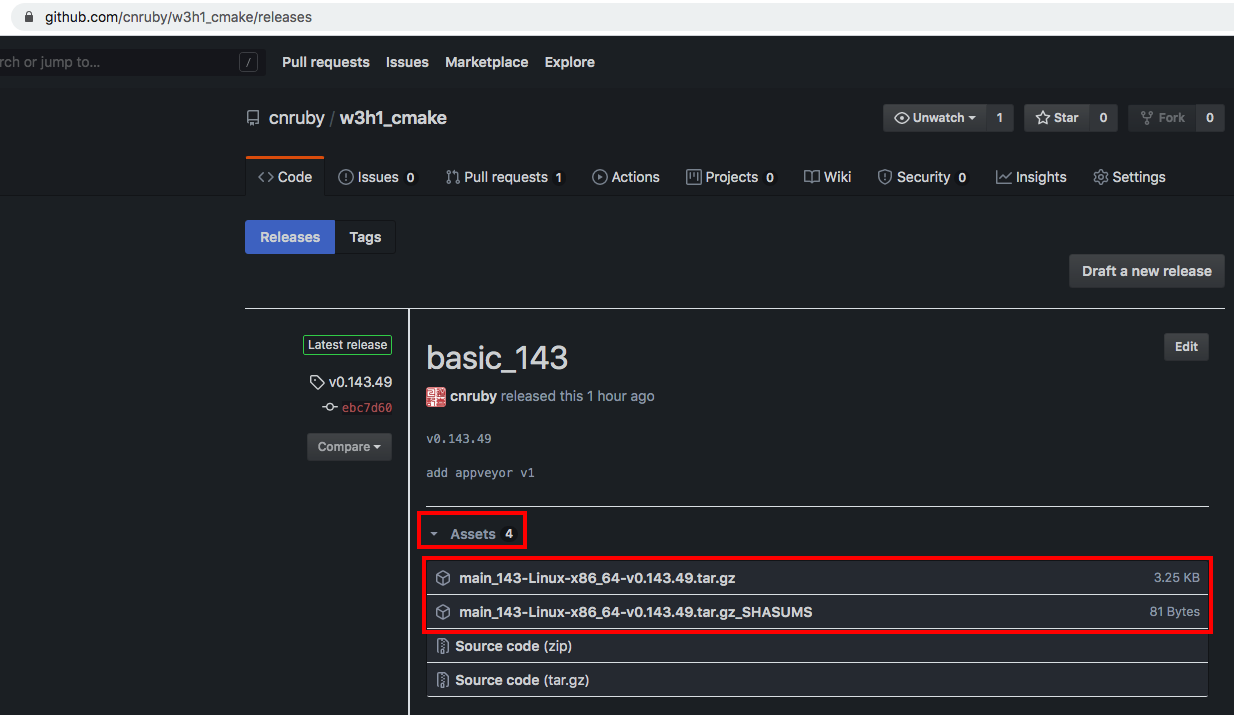 github.com/cnruby/w3h1_cmake/releases
rch or jump to... / Pull requests Issues Marketplace Explore
cnruby / w3h1_cmake Unwatch 1 Star 0 Fork 0
Code Issues 0 Pull requests 1 Actions Projects 0 Wiki Security 0 Insights Settings
Releases Tags
Draft a new release
Latest release
v0.143.49
ebc7d60
Compare
basic_143 Edit
cnruby released this 1 hour ago
v0.143.49
add appveyor v1
Assets 4
main_143-Linux-x86_64-v0.143.49.tar.gz 3.25 KB
main_143-Linux-x86_64-v0.143.49.tar.gz_SHASUMS 81 Bytes
Source code (zip)
Source code (tar.gz)